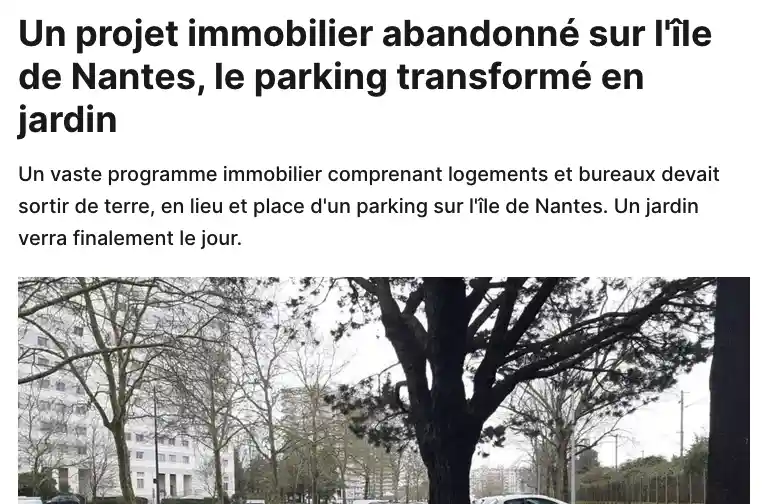 Un projet immobilier abandonné sur l'île
de Nantes, le parking transformé en
jardin
Un vaste programme immobilier comprenant logements et bureaux devait
sortir de terre, en lieu et place d'un parking sur l'île de Nantes. Un jardin
verra finalement le jour.